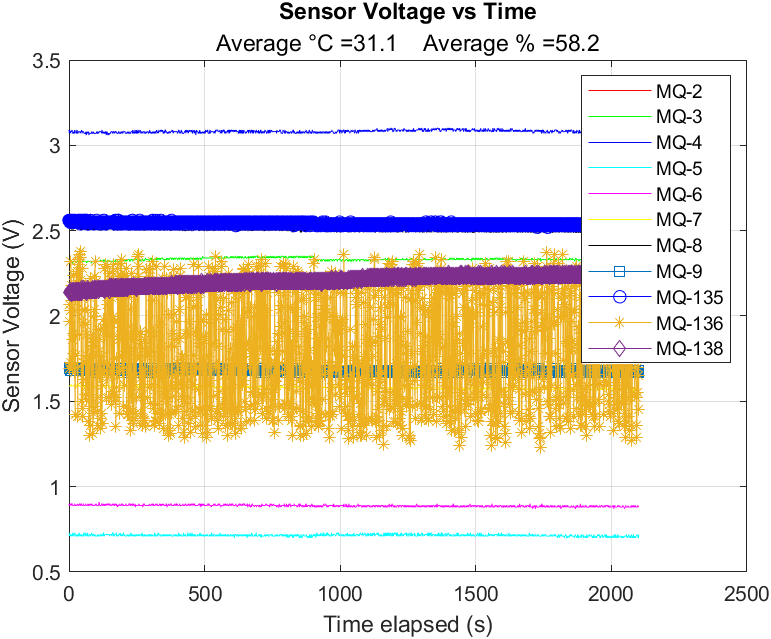 Sensor Voltage vs Time
Average °C =31.1 Average % =58.2
Sensor Voltage (V)
3.5
3
2.5
2
1.5
1
0.5
MQ-2
MQ-3
MQ-4
MQ-5
MQ-6
MQ-7
MQ-8
MQ-9
MQ-135
MQ-136
MQ-138
0
500
1000
1500
2000
2500
Time elapsed (s)